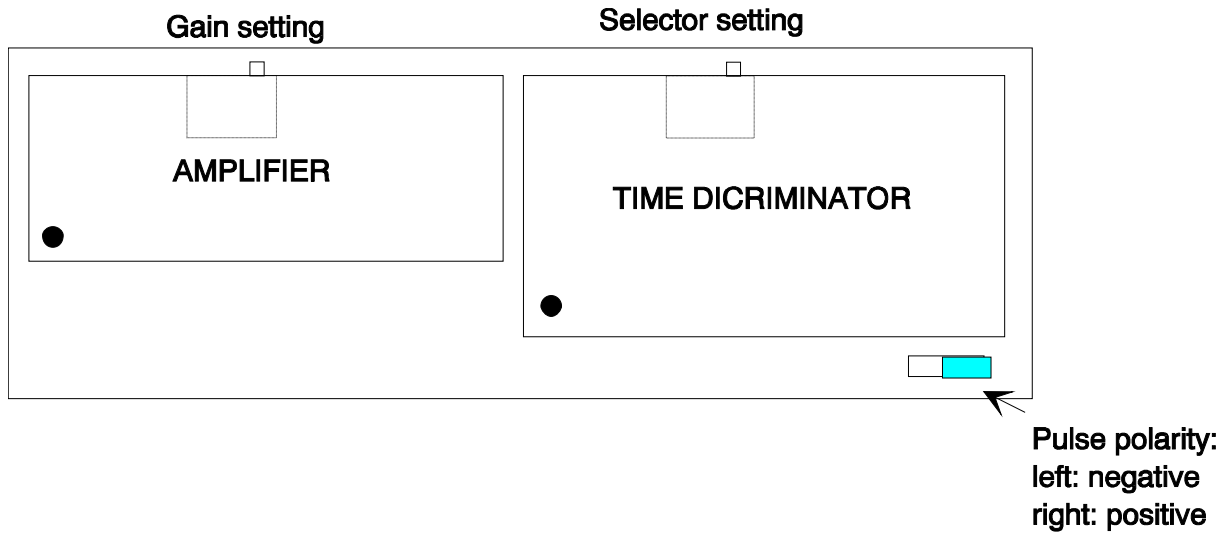 Gain setting
Selector setting
AMPLIFIER
TIME DICRIMINATOR
Pulse polarity:
left: negative
right: positive